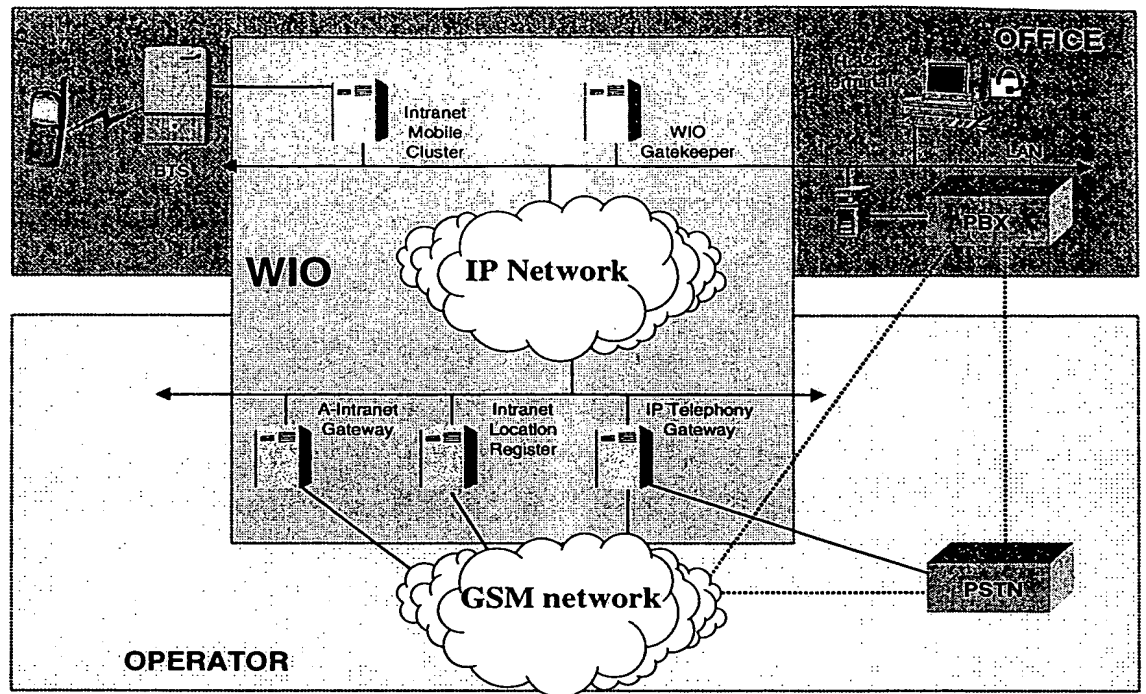 OFFICE
Intranet
Mobile
Cluster
WIO
Gatekeeper
BTS
LAN
PBX
IP Network
WIO
A-Intranet
Gateway
Intranet
Location
Register
IP Telephony
Gateway
GSM network
PSTN
OPERATOR